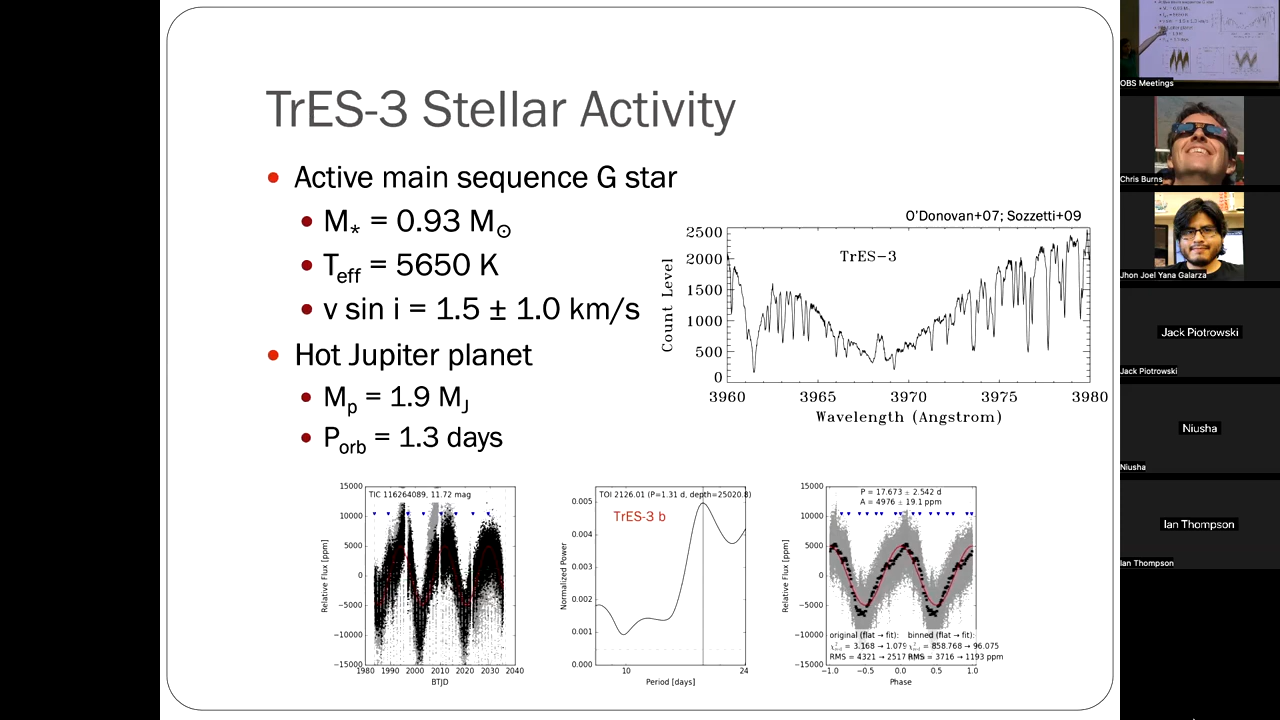 TrES-3 Stellar Activity
• Active main sequence G star
• M* = 0.93 M⊙
• Teff = 5650 K
• v sin i = 1.5 ± 1.0 km/s
• Hot Jupiter planet
• Mp = 1.9 MJ
• Porb = 1.3 days
O'Donovan+07; Sozzetti+09
TrES-3
Count Level
2500
2000
1500
1000
500
0
3960 3965 3970 3975 3980
Wavelength (Angstrom)
TIC 116264089, 11.72 mag
Relative Flux [ppm]
15000
10000
5000
0
−5000
−10000
−15000
1980 1990 2000 2010 2020 2030 2040
BTJD
TOI 2126.01 (P=1.31 d, depth=25020.8)
TrES-3 b
Normalized Power
0.005
0.004
0.003
0.002
0.001
0.000
10 24
Period [days]
P = 17.673 ± 2.542 d
A = 4976 ± 19.1 ppm
Relative Flux [ppm]
15000
10000
5000
0
−5000
−10000
−15000
original (flat → fit): binned (flat → fit):
= 3.168 → 1.079 = 858.768 → 96.075
RMS = 4321 → 2517 RMS = 3716 → 1193 ppm
−1.0 −0.5 0.0 0.5 1.0
Phase
OBS Meetings
Chris Burns
Jhon Joel Yana Galarza
Jack Piotrowski
Jack Piotrowski
Niusha
Niusha
Ian Thompson
Ian Thompson